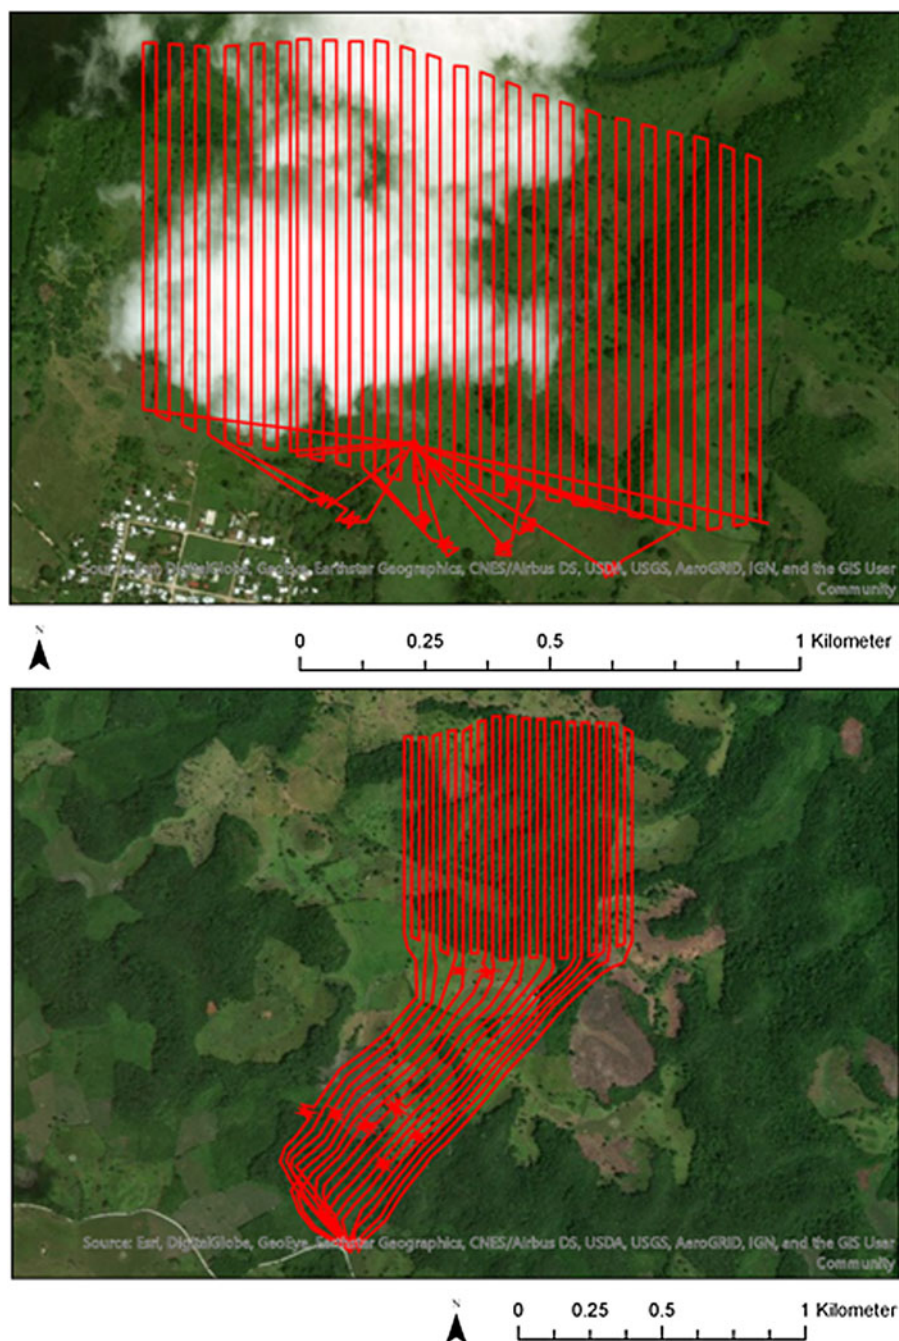 Source: Esri, DigitalGlobe, GeoEye, Earthstar Geographics, CNES/Airbus DS, USDA, USGS, AeroGRID, IGN, and the GIS User
Community
N
0 0.25 0.5 1 Kilometer
Source: Esri, DigitalGlobe, GeoEye, Earthstar Geographics, CNES/Airbus DS, USDA, USGS, AeroGRID, IGN, and the GIS User
Community
N
0 0.25 0.5 1 Kilometer